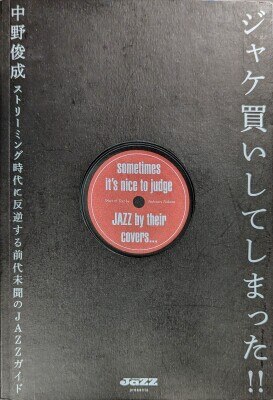 ジャケ買いしてしまった!!
ストリーミング時代に反逆する前代未聞のJAZZガイド
中野俊成
sometimes
it's nice to judge
JAZZ by their
covers...
JaZZ